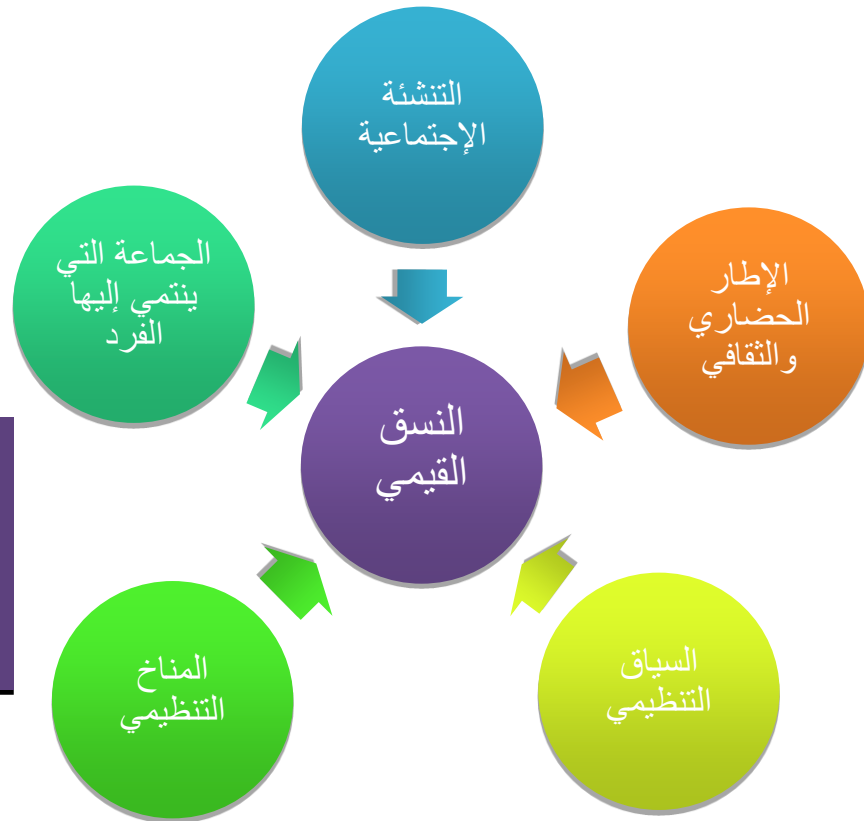 التنشئة
الإجتماعية
الإطار
الحضاري
والثقافي
الجماعة التي
ينتمي إليها
الفرد
النسق
القيمي
السياق
التنظيمي
المناخ
التنظيمي